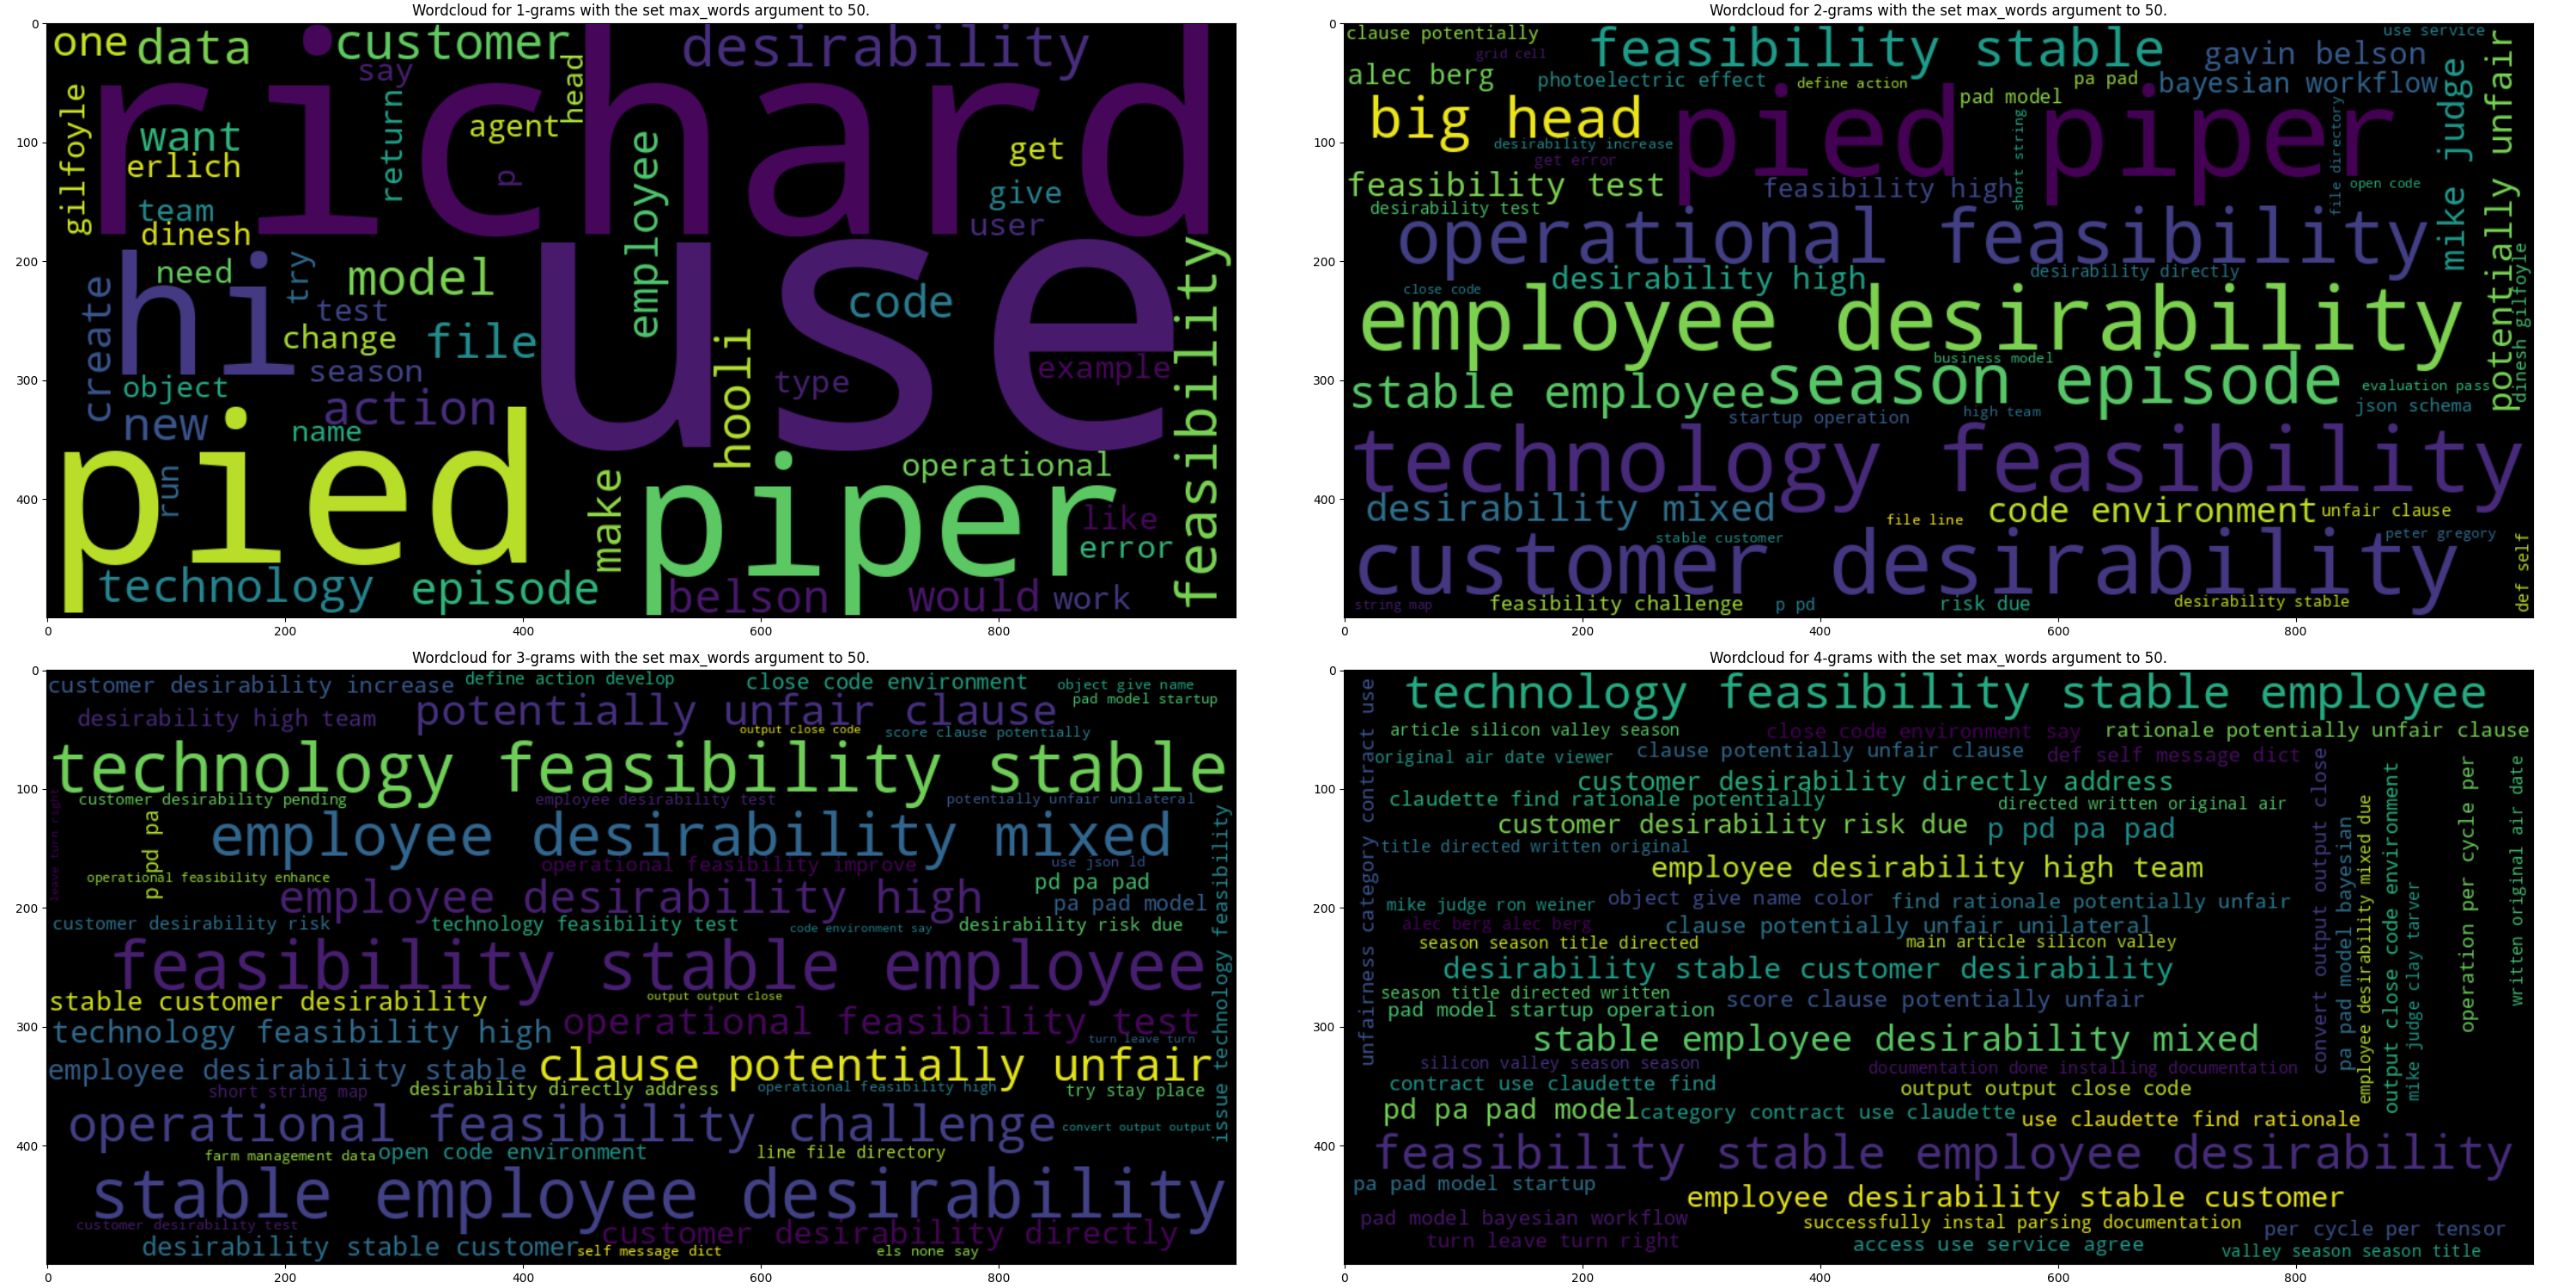 Wordcloud for 1-grams with the set max_words argument to 50.
one data customer desirability
say head
richard
gilfoyle
return
want agent
erlich
get
p
employee
give
team
user
dinesh
hi
use
need try model
feasibility
create
test
code
change file
hooli
season
example
object
type
action
new
name
pied
run
make
operational
piper
like
error
technology episode belson would work
0 100 200 300 400
0 200 400 600 800
Wordcloud for 2-grams with the set max_words argument to 50.
clause potentially
use service
grid cell
feasibility stable
gavin belson
alec berg
photoelectric effect
define action
pa pad
bayesian workflow
pad model
big head
pied piper
mike judge
potentially unfair
short string
file directory
desirability increase
get error
feasibility test
feasibility high
open code
desirability test
operational feasibility
desirability high
desirability directly
close code
dinesh gilfoyle
employee desirability
business model
stable employee
season episode
evaluation pass
json schema
startup operation
high team
technology feasibility
desirability mixed
code environment
unfair clause
file line
stable customer
peter gregory
customer desirability
def self
string map
feasibility challenge
p pd
risk due
desirability stable
0 100 200 300 400
0 200 400 600 800
Wordcloud for 3-grams with the set max_words argument to 50.
customer desirability increase
define action develop
close code environment
object give name
desirability high team
potentially unfair clause
pad model startup
output close code
score clause potentially
technology feasibility stable
customer desirability pending
employee desirability test
potentially unfair unilateral
leave turn right
p pd pa
employee desirability mixed
issue technology feasibility
operational feasibility improve
use json ld
operational feasibility enhance
employee desirability high
pd pa pad
pa pad model
customer desirability risk
technology feasibility test
code environment say
desirability risk due
feasibility stable employee
stable customer desirability
output output close
technology feasibility high
operational feasibility test
turn leave turn
employee desirability stable
clause potentially unfair
short string map
desirability directly address
operational feasibility high
try stay place
operational feasibility challenge
convert output output
farm management data
open code environment
line file directory
stable employee desirability
customer desirability test
customer desirability directly
desirability stable customer
self message dict
els none say
0 100 200 300 400
0 200 400 600 800
Wordcloud for 4-grams with the set max_words argument to 50.
technology feasibility stable employee
unfairness category contract use
article silicon valley season
close code environment say
rationale potentially unfair clause
original air date viewer
clause potentially unfair clause
def self message dict
customer desirability directly address
claudette find rationale potentially
directed written original air
customer desirability risk due
p pd pa pad
title directed written original
employee desirability high team
mike judge ron weiner
object give name color
find rationale potentially unfair
alec berg alec berg
clause potentially unfair unilateral
season season title directed
main article silicon valley
desirability stable customer desirability
season title directed written
score clause potentially unfair
pad model startup operation
stable employee desirability mixed
silicon valley season season
documentation done installing documentation
contract use claudette find
output output close code
pd pa pad model
category contract use claudette
use claudette find rationale
convert output output close
pa pad model bayesian
employee desirability mixed due
output close code environment
mike judge clay tarver
operation per cycle per
written original air date
feasibility stable employee desirability
pa pad model startup
employee desirability stable customer
pad model bayesian workflow
successfully instal parsing documentation
per cycle per tensor
turn leave turn right
access use service agree
valley season season title
0 100 200 300 400
0 200 400 600 800